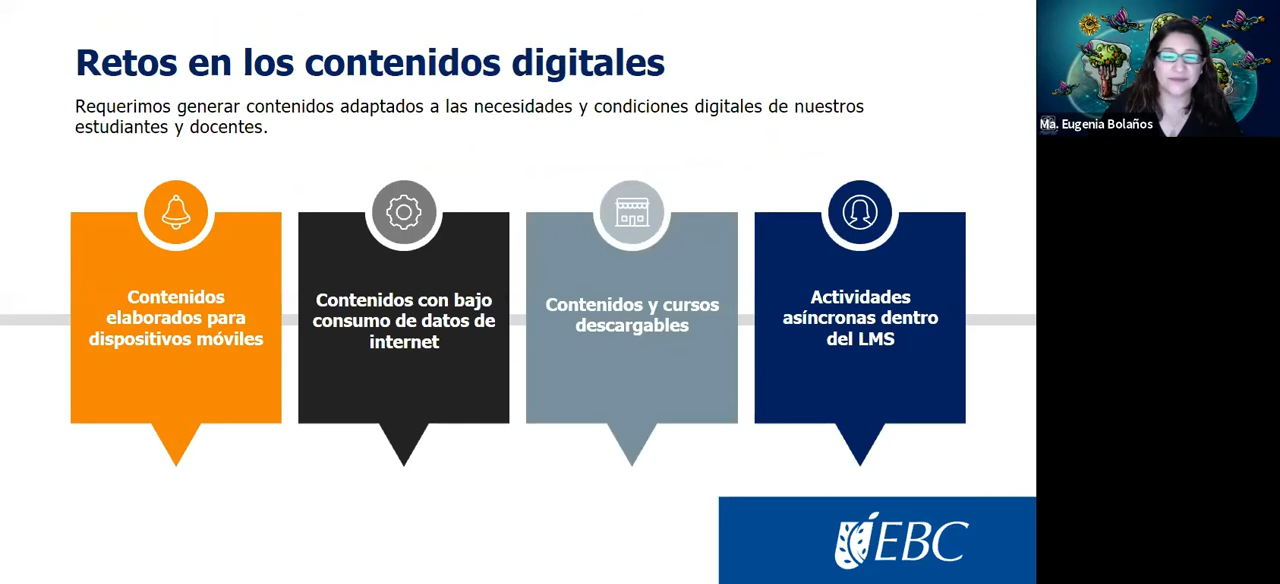 Retos en los contenidos digitales
Requerimos generar contenidos adaptados a las necesidades y condiciones digitales de nuestros
estudiantes y docentes.
Contenidos
elaborados para
dispositivos móviles
Contenidos con bajo
consumo de datos de
internet
Contenidos y cursos
descargables
Actividades
asíncronas dentro
del LMS
EBC
Ma. Eugenia Bolaños